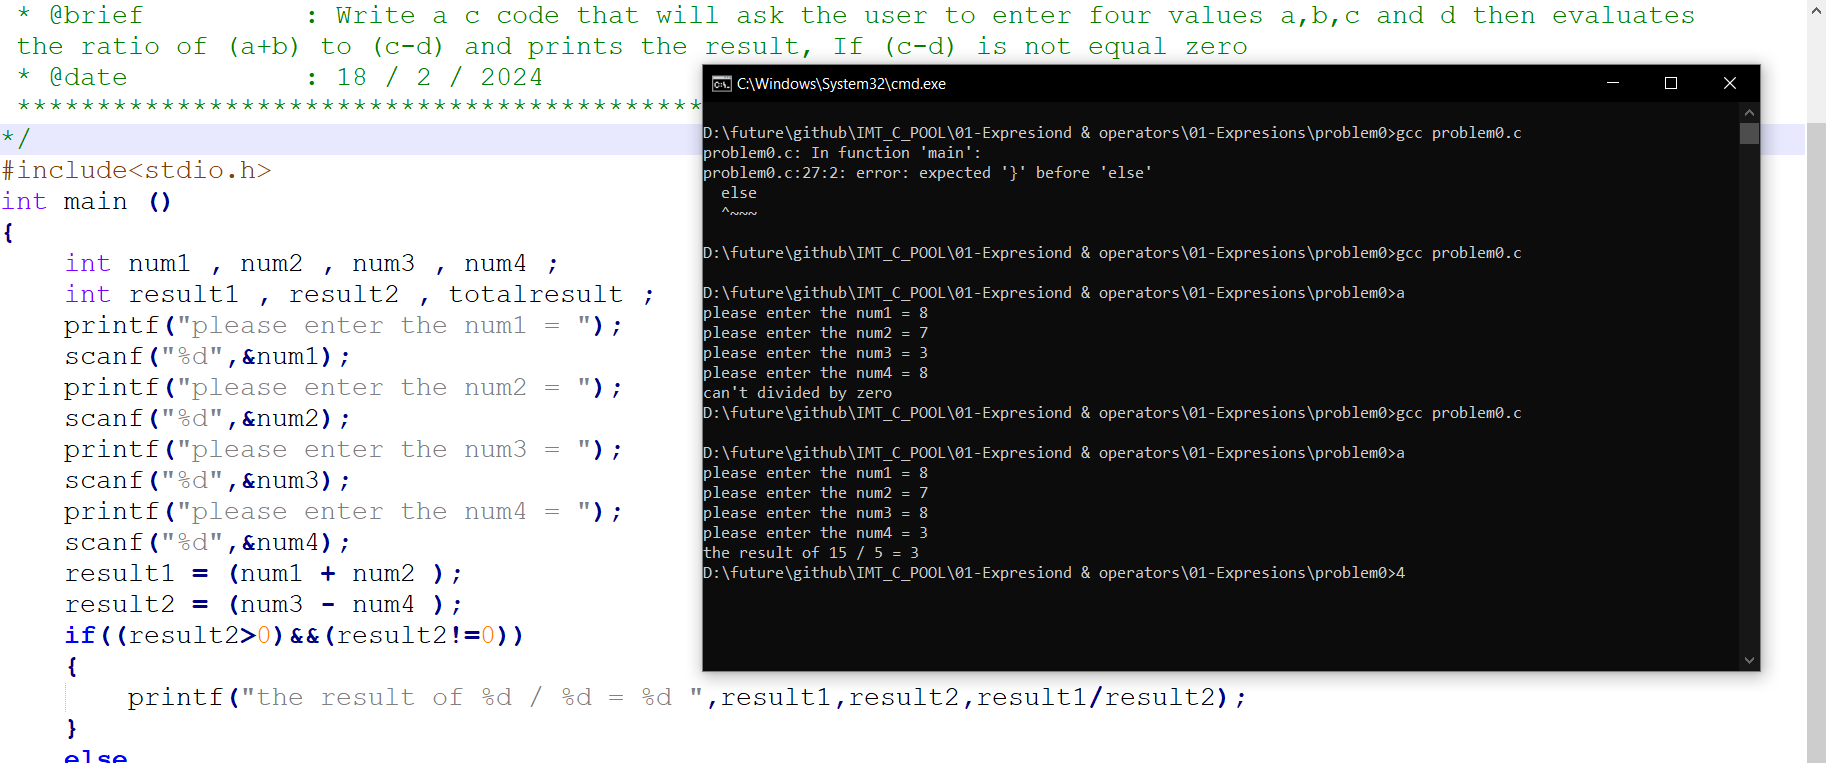 * @brief          : Write a c code that will ask the user to enter four values a,b,c and d then evaluates
the ratio of (a+b) to (c-d) and prints the result, If (c-d) is not equal zero
* @date           : 18 / 2 / 2024
*******************************************
*/
#include<stdio.h>
int main ()
{
    int num1 , num2 , num3 , num4 ;
    int result1 , result2 , totalresult ;
    printf("please enter the num1 = ");
    scanf("%d",&num1);
    printf("please enter the num2 = ");
    scanf("%d",&num2);
    printf("please enter the num3 = ");
    scanf("%d",&num3);
    printf("please enter the num4 = ");
    scanf("%d",&num4);
    result1 = (num1 + num2 );
    result2 = (num3 - num4 );
    if((result2>0)&&(result2!=0))
    {
        printf("the result of %d / %d = %d ",result1,result2,result1/result2);
    }
    else
C:\Windows\System32\cmd.exe
D:\future\github\IMT_C_POOL\01-Expresiond & operators\01-Expresions\problem0>gcc problem0.c
problem0.c: In function 'main':
problem0.c:27:2: error: expected '}' before 'else'
  else
  ^~~~
D:\future\github\IMT_C_POOL\01-Expresiond & operators\01-Expresions\problem0>gcc problem0.c
D:\future\github\IMT_C_POOL\01-Expresiond & operators\01-Expresions\problem0>a
please enter the num1 = 8
please enter the num2 = 7
please enter the num3 = 3
please enter the num4 = 8
can't divided by zero
D:\future\github\IMT_C_POOL\01-Expresiond & operators\01-Expresions\problem0>gcc problem0.c
D:\future\github\IMT_C_POOL\01-Expresiond & operators\01-Expresions\problem0>a
please enter the num1 = 8
please enter the num2 = 7
please enter the num3 = 8
please enter the num4 = 3
the result of 15 / 5 = 3
D:\future\github\IMT_C_POOL\01-Expresiond & operators\01-Expresions\problem0>4